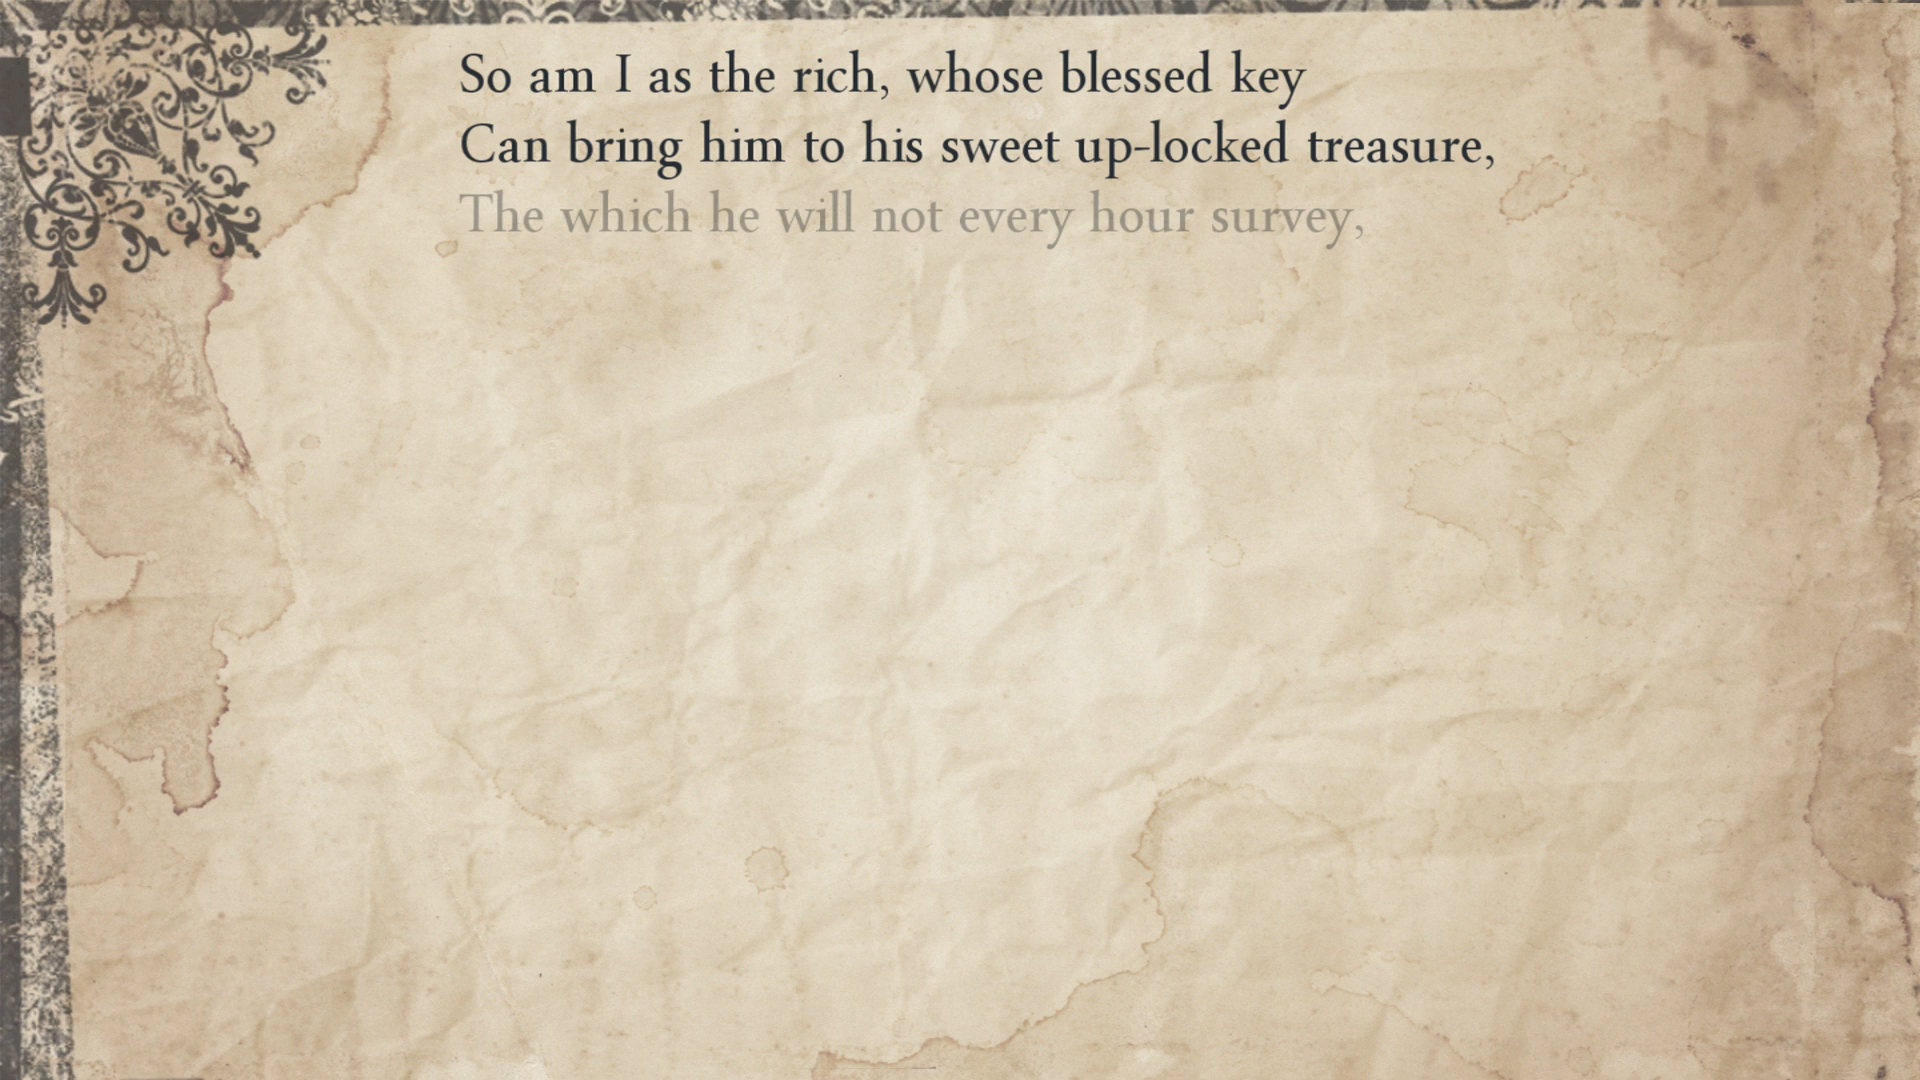 So am I as the rich, whose blessed key
Can bring him to his sweet up-locked treasure,
The which he will not every hour survey,